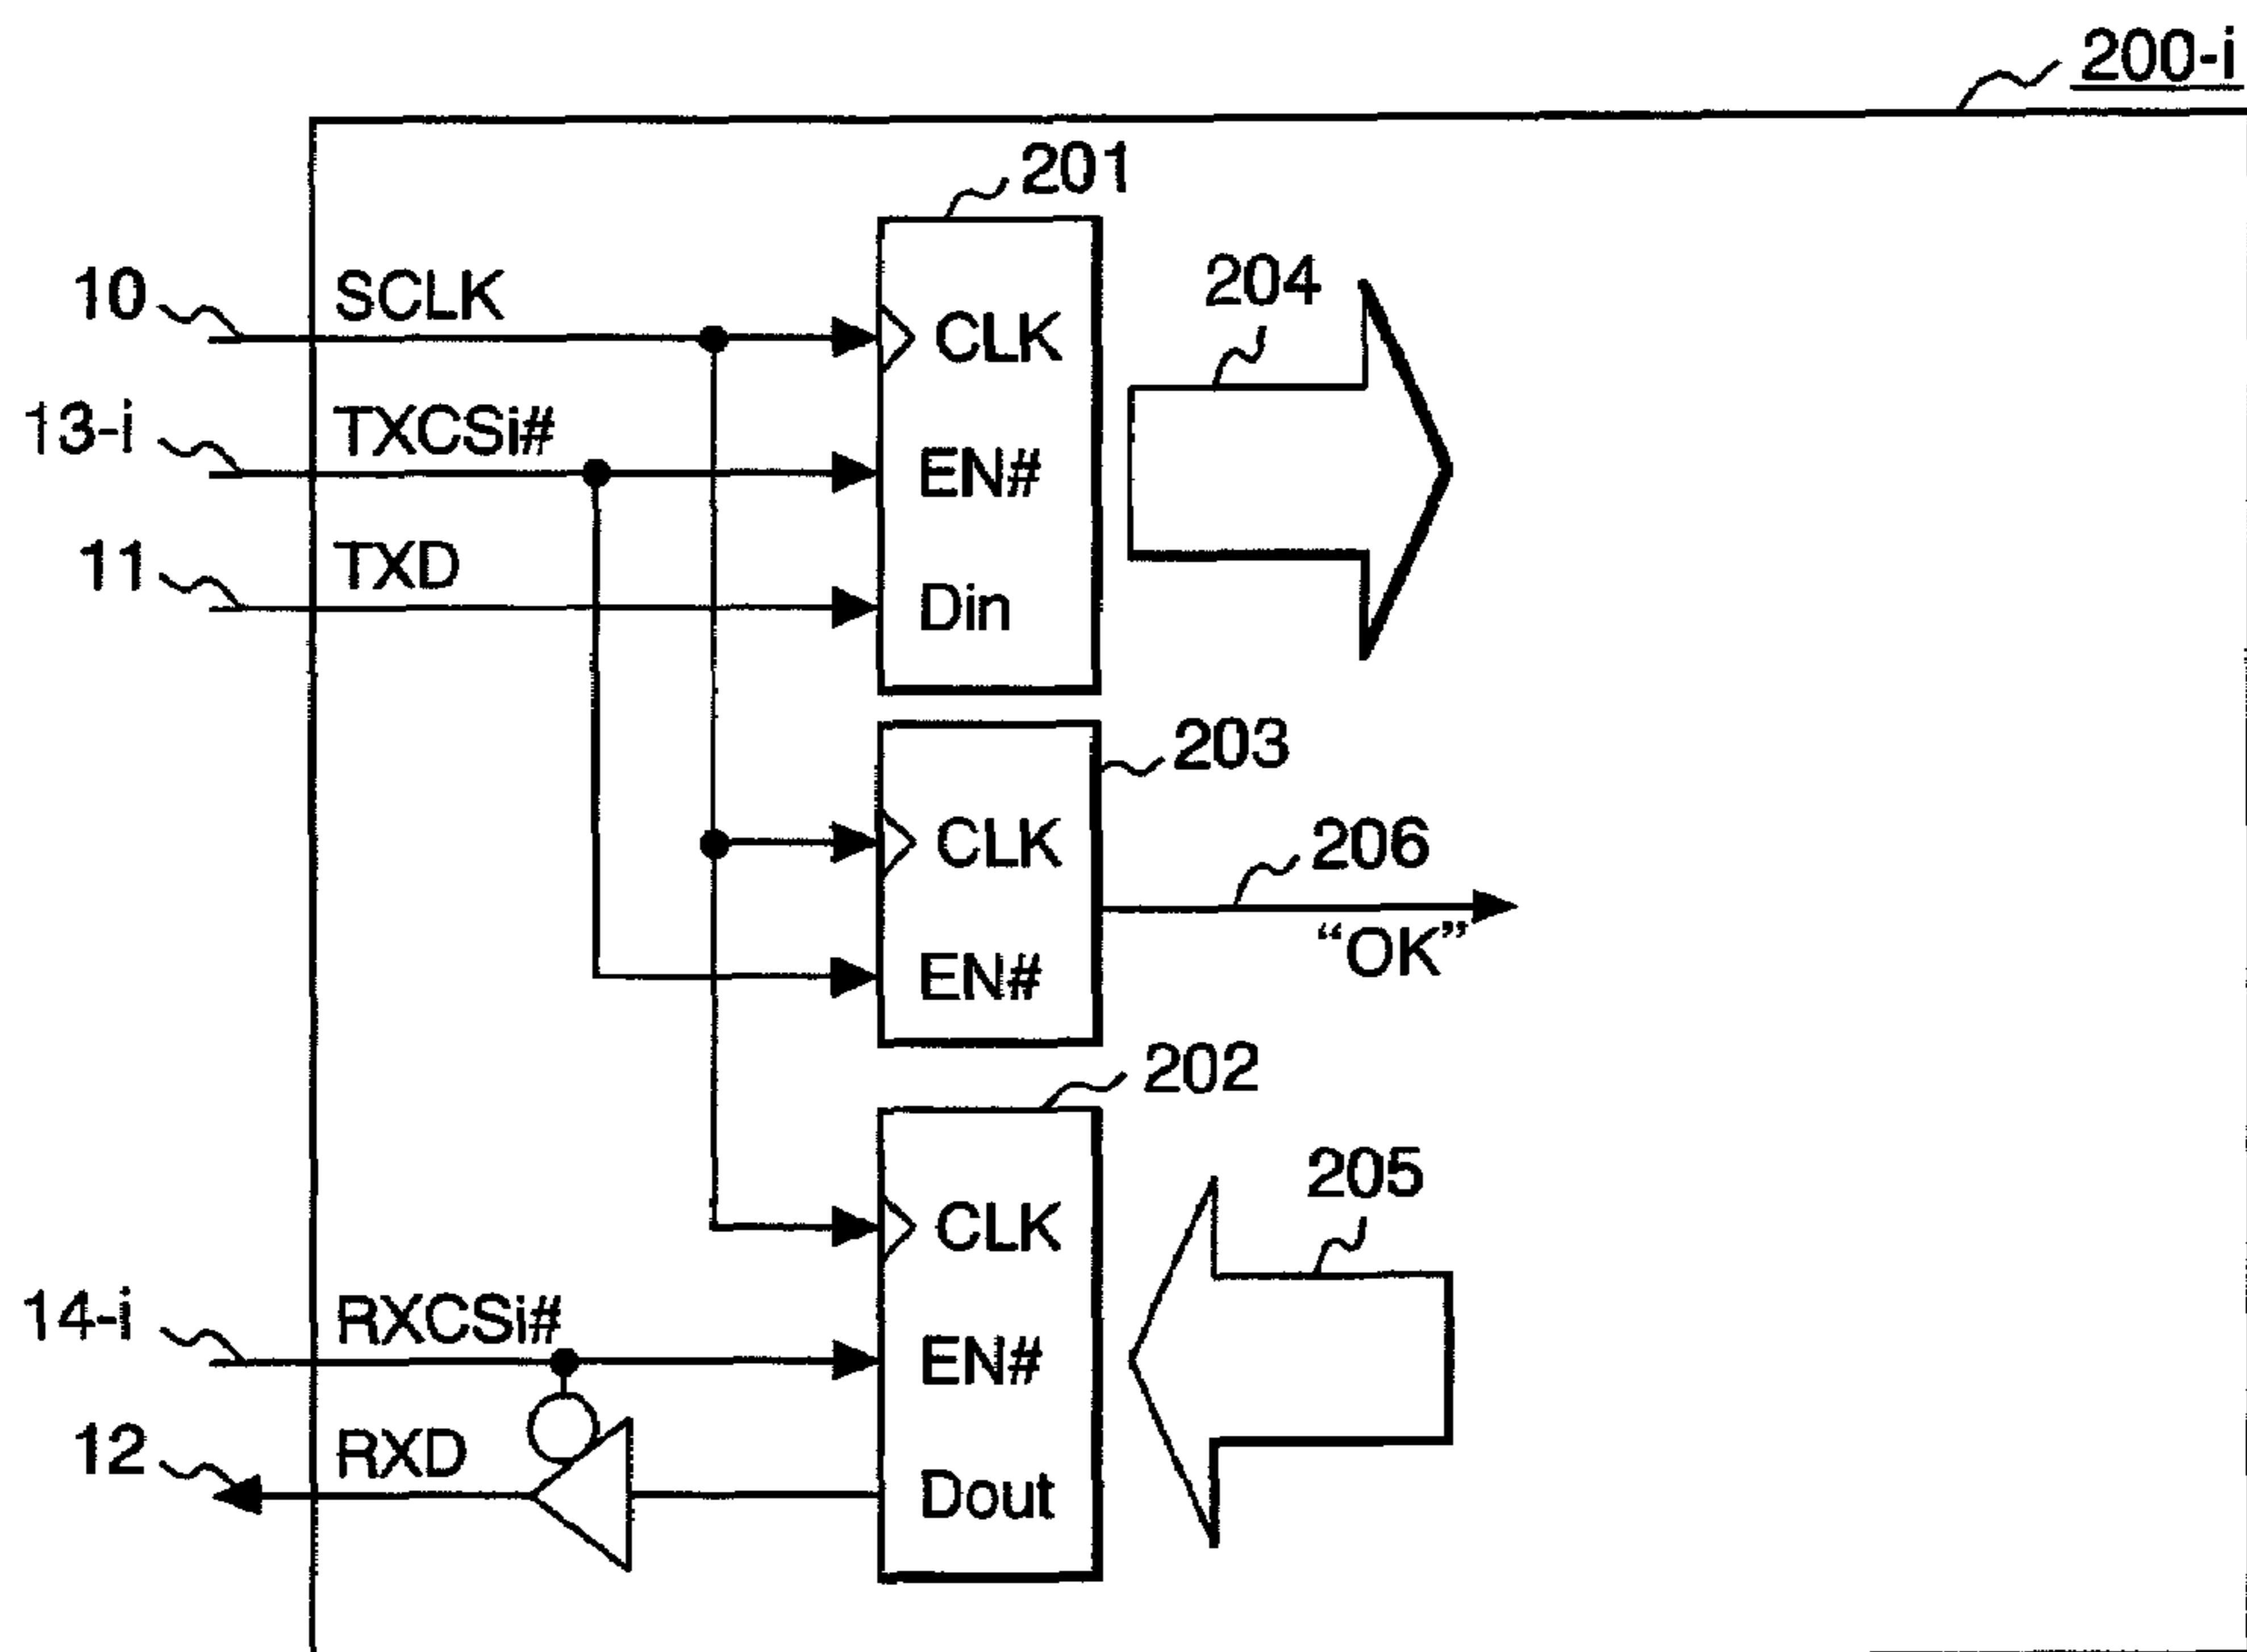 200-i
201
10
SCLK
CLK
204
13-i
TXCSi#
EN#
11
TXD
Din
203
CLK
206
"OK"
EN#
202
CLK
205
14-i
RXCSi#
EN#
12
RXD
Dout